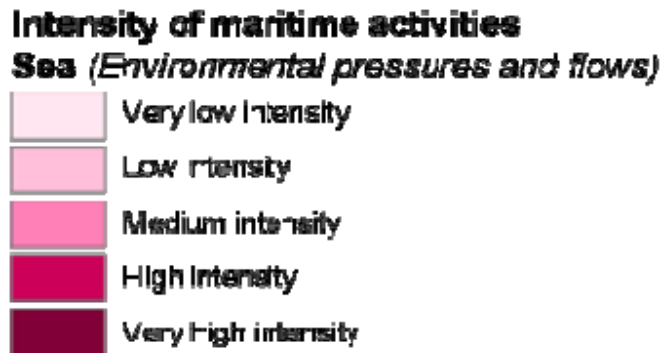 Intensity of maritime activities
Sea (Environmental pressures and flows)
Very low intensity
Low intensity
Medium intensity
High intensity
Very high intensity